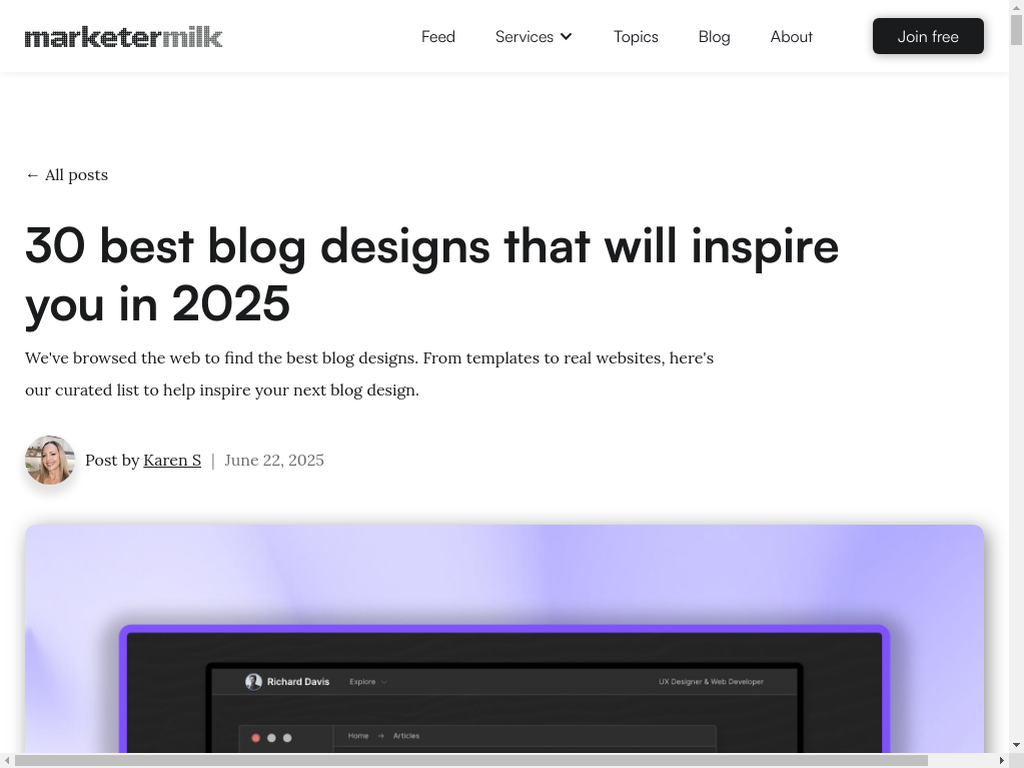 marketermilk
Feed Services Topics Blog About Join free
← All posts
30 best blog designs that will inspire
you in 2025
We've browsed the web to find the best blog designs. From templates to real websites, here's
our curated list to help inspire your next blog design.
Post by Karen S | June 22, 2025
Richard Davis Explore UX Designer & Web Developer
Home → Articles